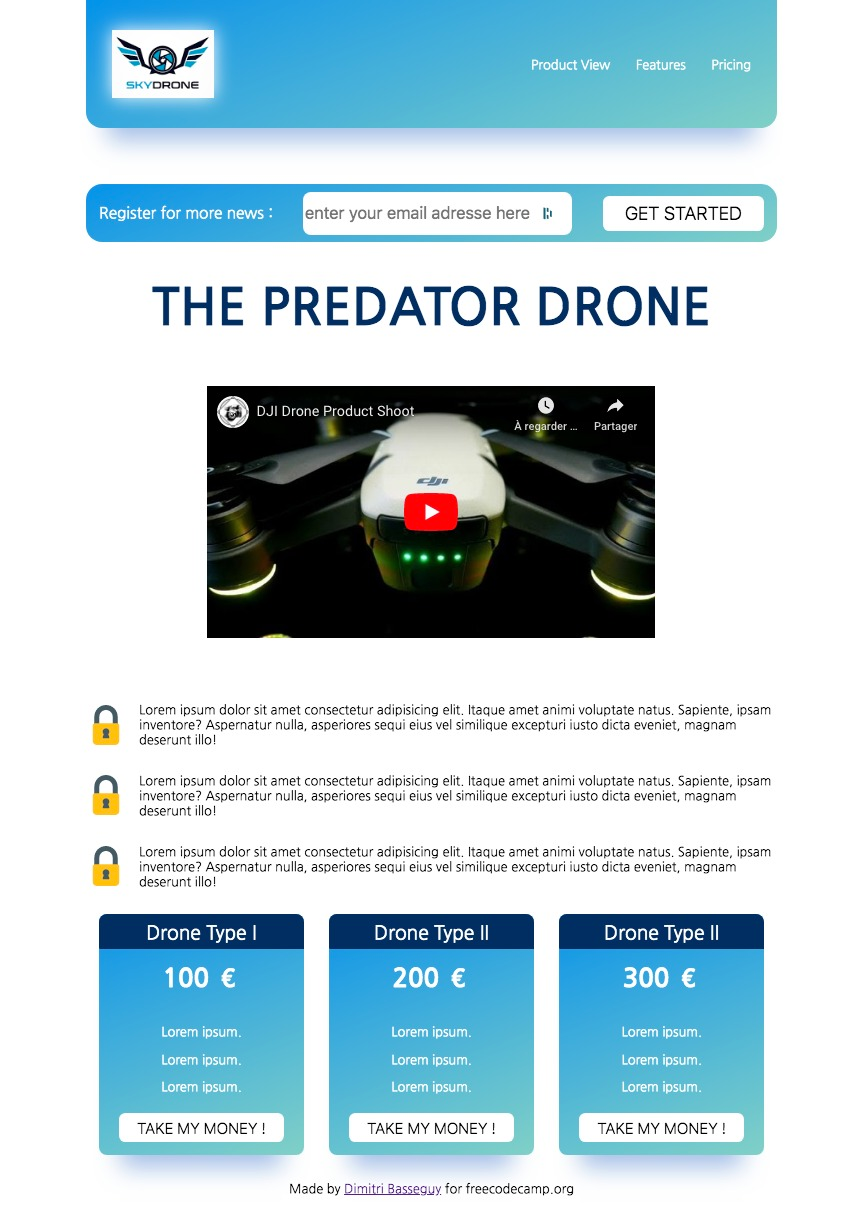 SKYDRONE
Product View Features Pricing
Register for more news : enter your email adresse here GET STARTED
THE PREDATOR DRONE
DJI Drone Product Shoot
À regarder ... Partager
dji
Lorem ipsum dolor sit amet consectetur adipisicing elit. Itaque amet animi voluptate natus. Sapiente, ipsam
inventore? Aspernatur nulla, asperiores sequi eius vel similique excepturi iusto dicta eveniet, magnam
deserunt illo!
Lorem ipsum dolor sit amet consectetur adipisicing elit. Itaque amet animi voluptate natus. Sapiente, ipsam
inventore? Aspernatur nulla, asperiores sequi eius vel similique excepturi iusto dicta eveniet, magnam
deserunt illo!
Lorem ipsum dolor sit amet consectetur adipisicing elit. Itaque amet animi voluptate natus. Sapiente, ipsam
inventore? Aspernatur nulla, asperiores sequi eius vel similique excepturi iusto dicta eveniet, magnam
deserunt illo!
Drone Type I
100 €
Lorem ipsum.
Lorem ipsum.
Lorem ipsum.
TAKE MY MONEY !
Drone Type II
200 €
Lorem ipsum.
Lorem ipsum.
Lorem ipsum.
TAKE MY MONEY !
Drone Type II
300 €
Lorem ipsum.
Lorem ipsum.
Lorem ipsum.
TAKE MY MONEY !
Made by Dimitri Basseguy for freecodecamp.org